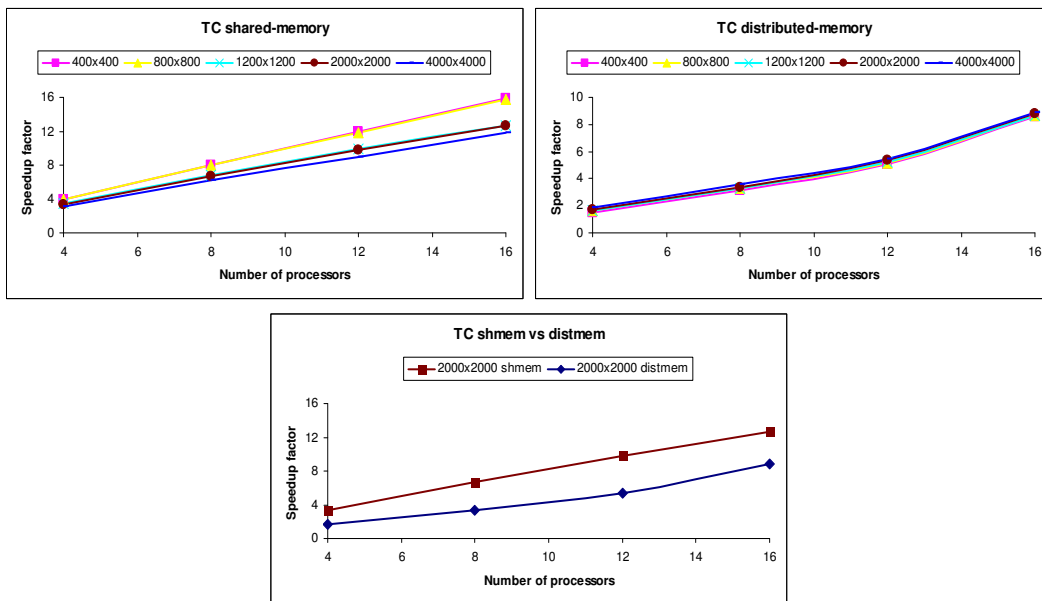 TC shared-memory
400x400 800x800 1200x1200 2000x2000 4000x4000
16
12
8
4
0
Speedup factor
4 6 8 10 12 14 16
Number of processors
TC distributed-memory
400x400 800x800 1200x1200 2000x2000 4000x4000
10
8
6
4
2
0
Speedup factor
4 6 8 10 12 14 16
Number of processors
TC shmem vs distmem
2000x2000 shmem 2000x2000 distmem
16
12
8
4
0
Speedup factor
4 6 8 10 12 14 16
Number of processors